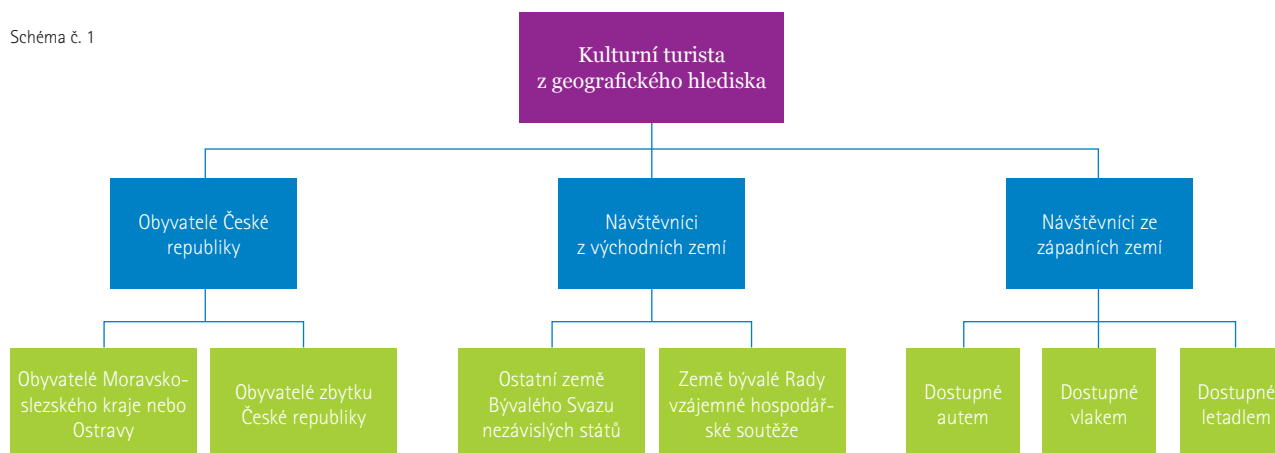 Schéma č. 1
Kulturní turista
z geografického hlediska
Obyvatelé České
republiky
Návštěvníci
z východních zemí
Návštěvníci ze
západních zemí
Obyvatelé Moravsko-
slezského kraje nebo
Ostravy
Obyvatelé zbytku
České republiky
Ostatní země
Bývalého Svazu
nezávislých států
Země bývalé Rady
vzájemné hospodář-
ské soutěže
Dostupné
autem
Dostupné
vlakem
Dostupné
letadlem